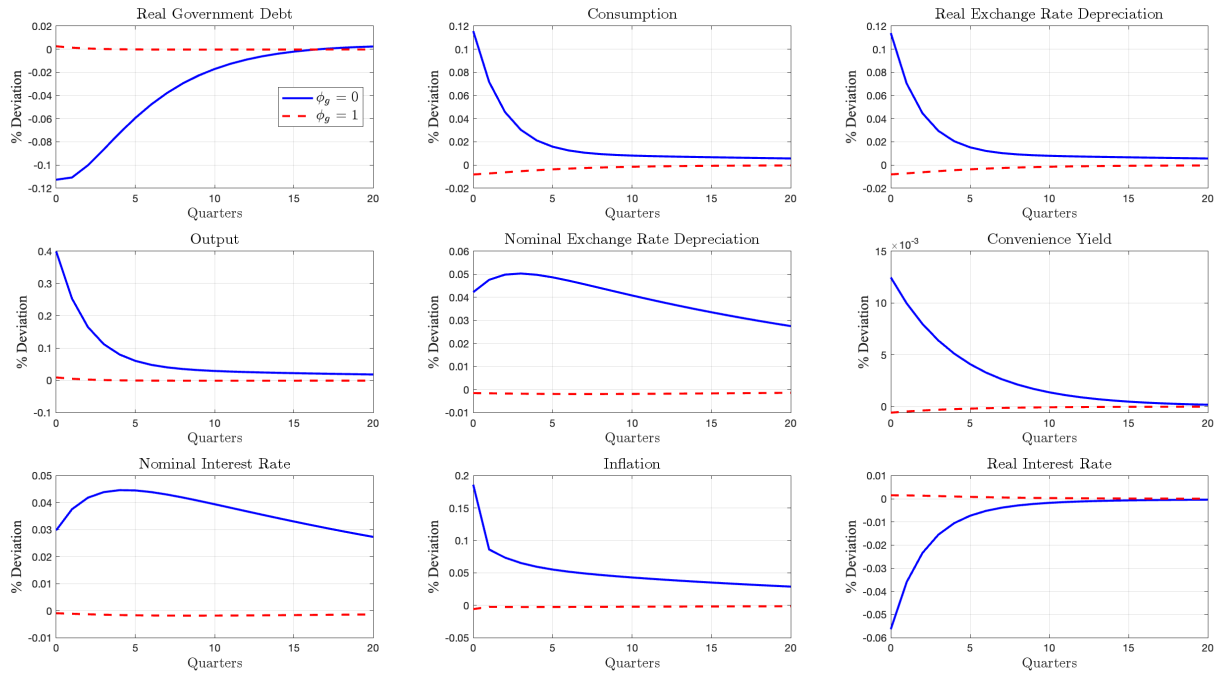 Real Government Debt
0.02
0
-0.02
-0.04
-0.06
-0.08
-0.1
-0.12
% Deviation
ϕg = 0
ϕg = 1
0 5 10 15 20
Quarters
Consumption
0.12
0.1
0.08
0.06
0.04
0.02
0
-0.02
% Deviation
0 5 10 15 20
Quarters
Real Exchange Rate Depreciation
0.12
0.1
0.08
0.06
0.04
0.02
0
-0.02
% Deviation
0 5 10 15 20
Quarters
Output
0.4
0.3
0.2
0.1
0
-0.1
% Deviation
0 5 10 15 20
Quarters
Nominal Exchange Rate Depreciation
0.06
0.05
0.04
0.03
0.02
0.01
0
-0.01
% Deviation
0 5 10 15 20
Quarters
Convenience Yield
×10-3
15
10
5
0
% Deviation
0 5 10 15 20
Quarters
Nominal Interest Rate
0.05
0.04
0.03
0.02
0.01
0
-0.01
% Deviation
0 5 10 15 20
Quarters
Inflation
0.2
0.15
0.1
0.05
0
-0.05
% Deviation
0 5 10 15 20
Quarters
Real Interest Rate
0.01
0
-0.01
-0.02
-0.03
-0.04
-0.05
-0.06
% Deviation
0 5 10 15 20
Quarters